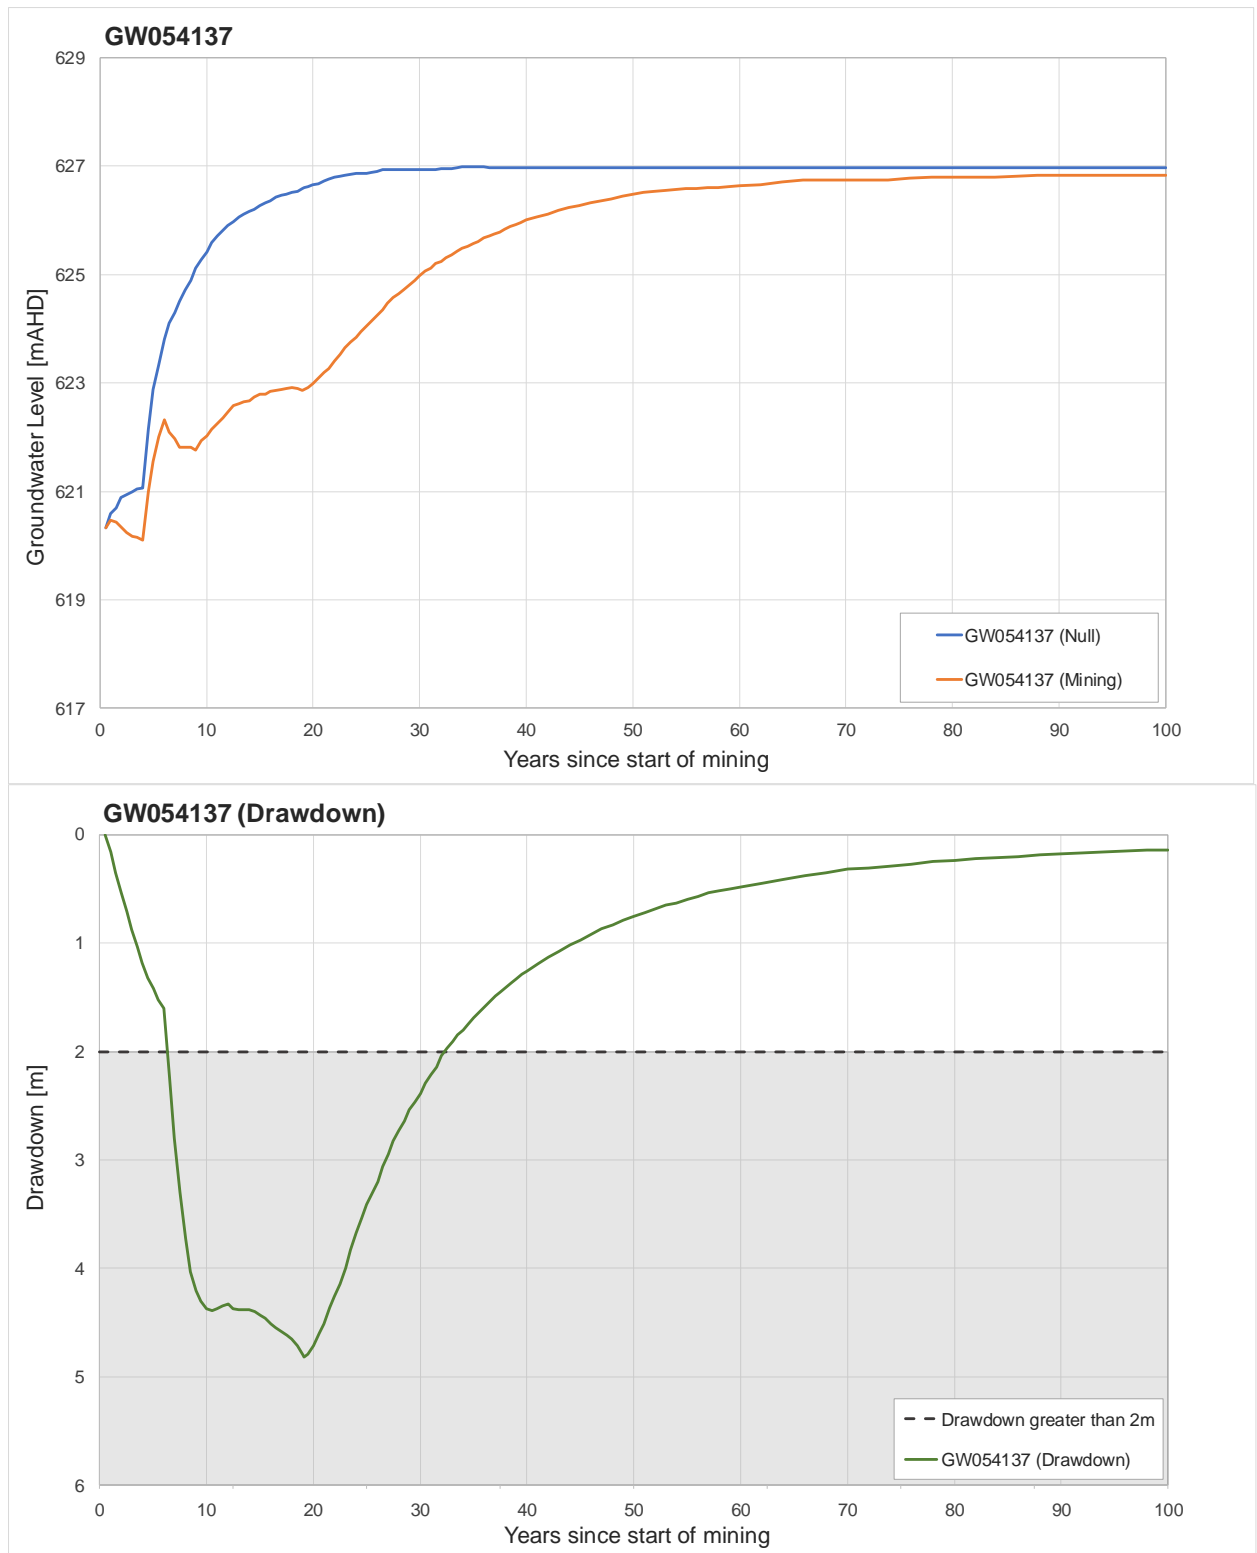 GW054137
629
627
625
623
621
619
617
Groundwater Level [mAHD]
GW054137 (Null)
GW054137 (Mining)
0 10 20 30 40 50 60 70 80 90 100
Years since start of mining
GW054137 (Drawdown)
0
1
2
3
4
5
6
Drawdown [m]
Drawdown greater than 2m
GW054137 (Drawdown)
0 10 20 30 40 50 60 70 80 90 100
Years since start of mining